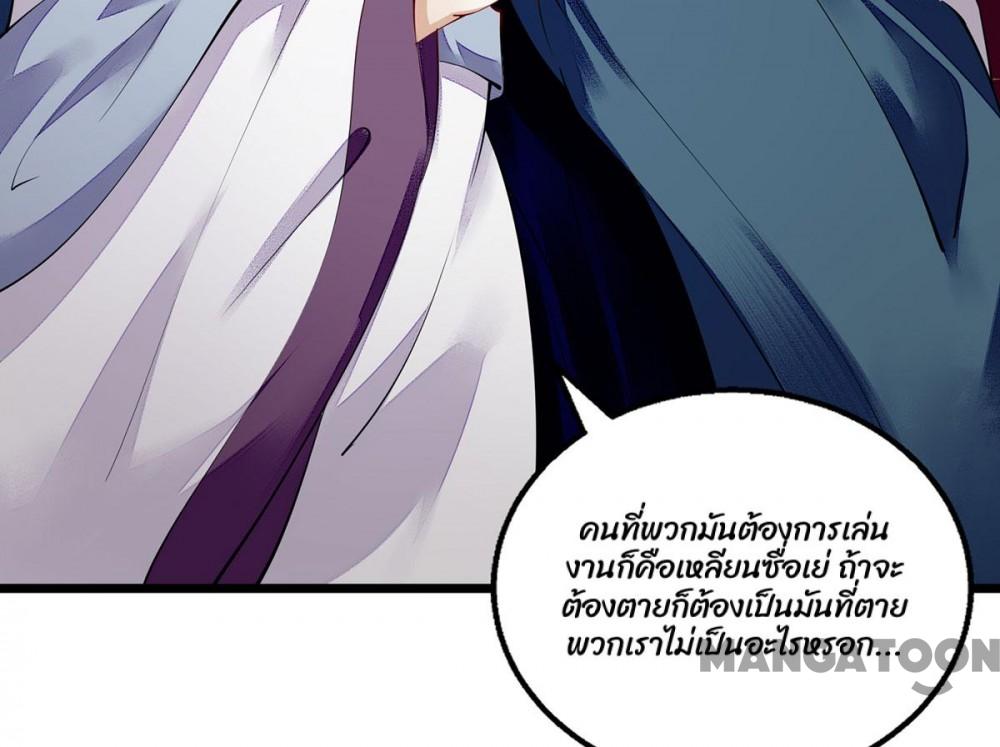 คนที่พวกมันต้องการเล่น
งานก็คือเหลียนซื่อเย่ ถ้าจะ
ต้องตายก็ต้องเป็นมันที่ตาย
พวกเราไม่เป็นอะไรหรอก...
MANGATOON